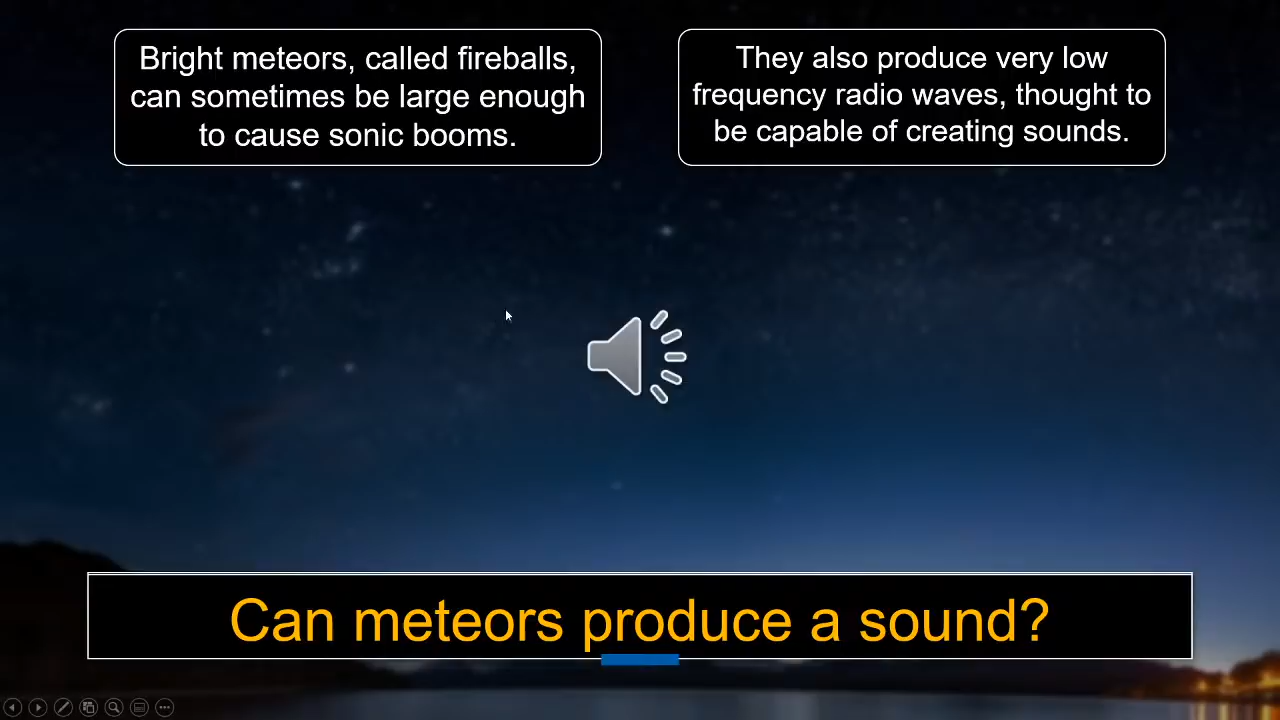 Bright meteors, called fireballs,
can sometimes be large enough
to cause sonic booms.
They also produce very low
frequency radio waves, thought to
be capable of creating sounds.
Can meteors produce a sound?